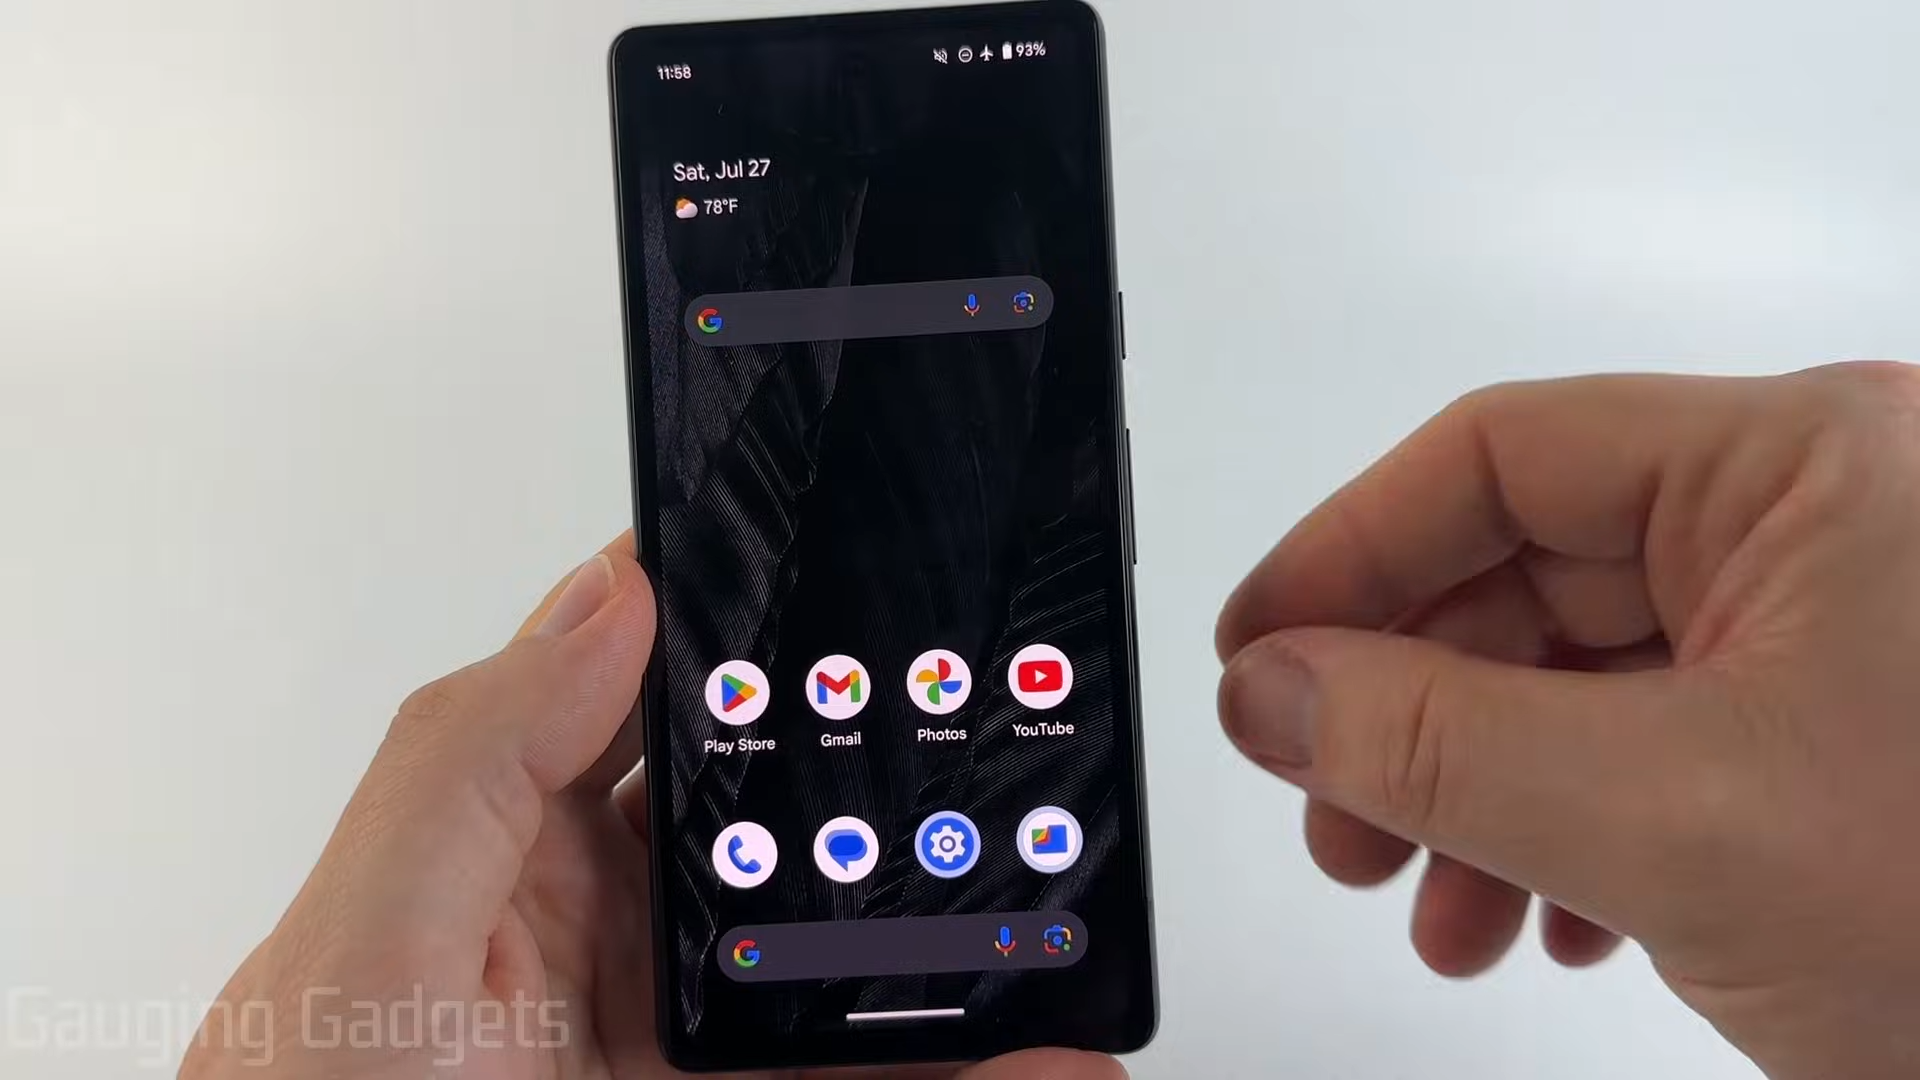 11:58
93%
Sat, Jul 27
78°F
Play Store
Gmail
Photos
YouTube
Gauging Gadgets